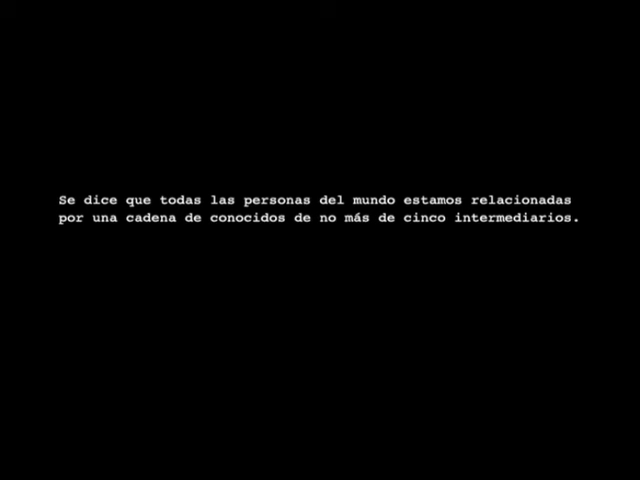 Se dice que todas las personas del mundo estamos relacionadas
por una cadena de conocidos de no más de cinco intermediarios.